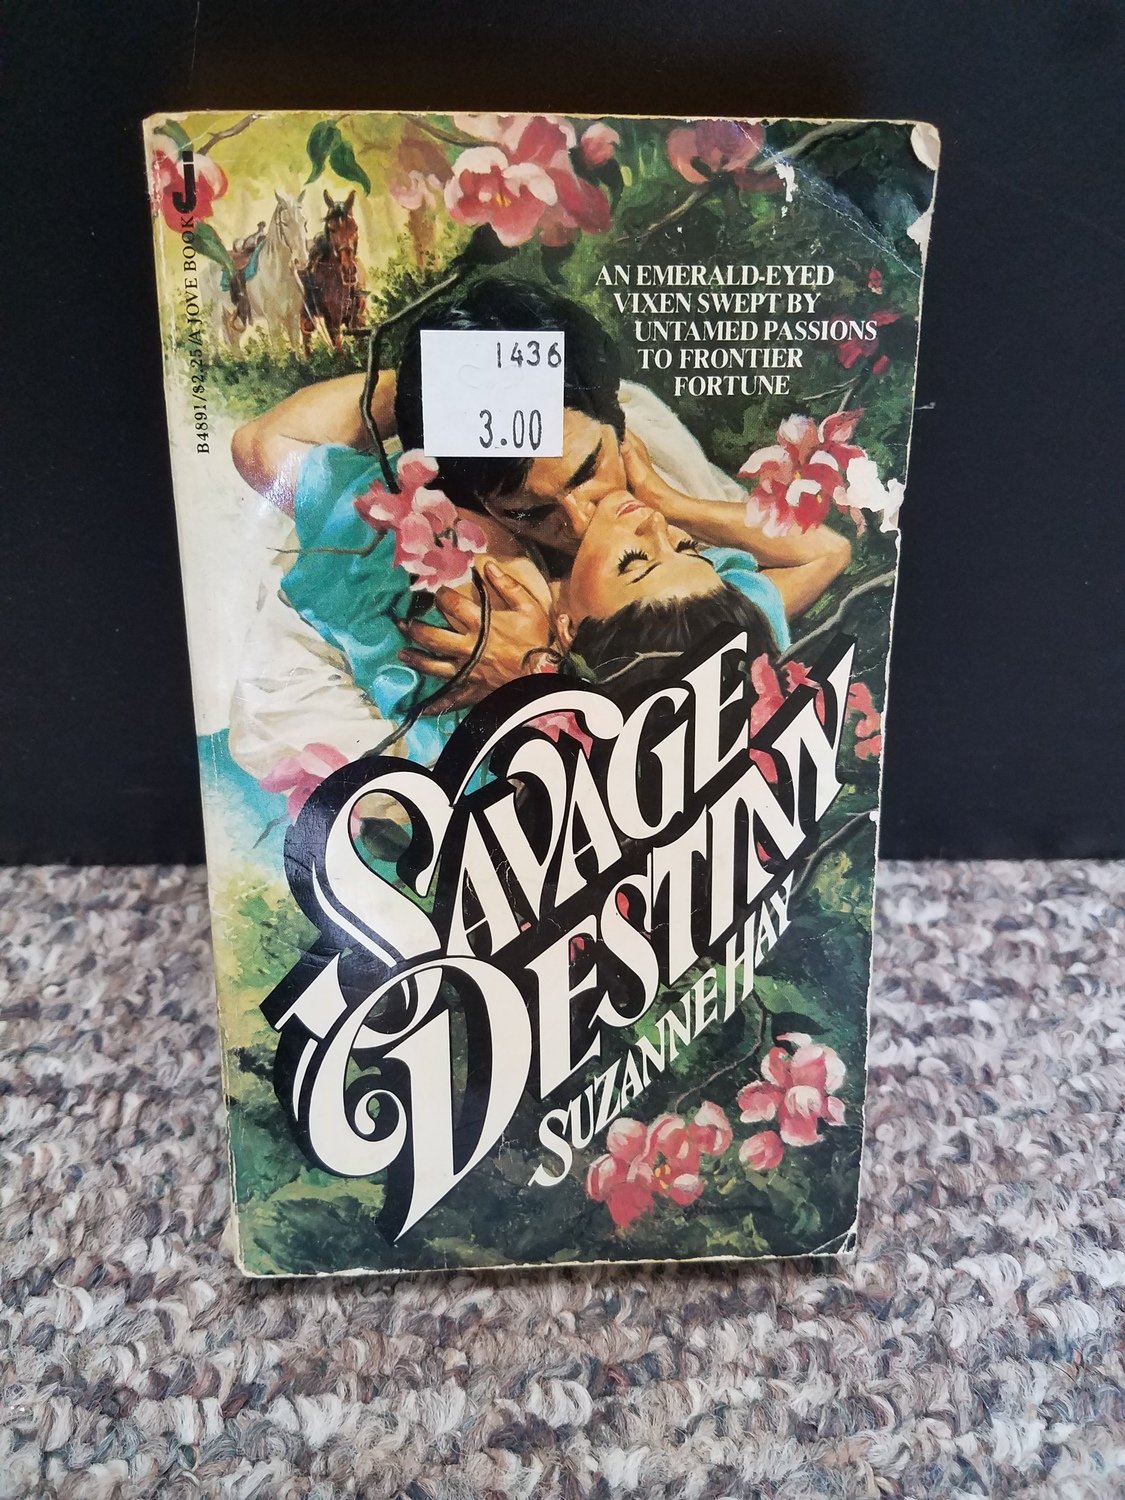 j
B4891/$2.25/A JOVE BOOK
1436
3.00
AN EMERALD-EYED
VIXEN SWEPT BY
UNTAMED PASSIONS
TO FRONTIER
FORTUNE
SAVAGE
DESTINY
SUZANNE HAY